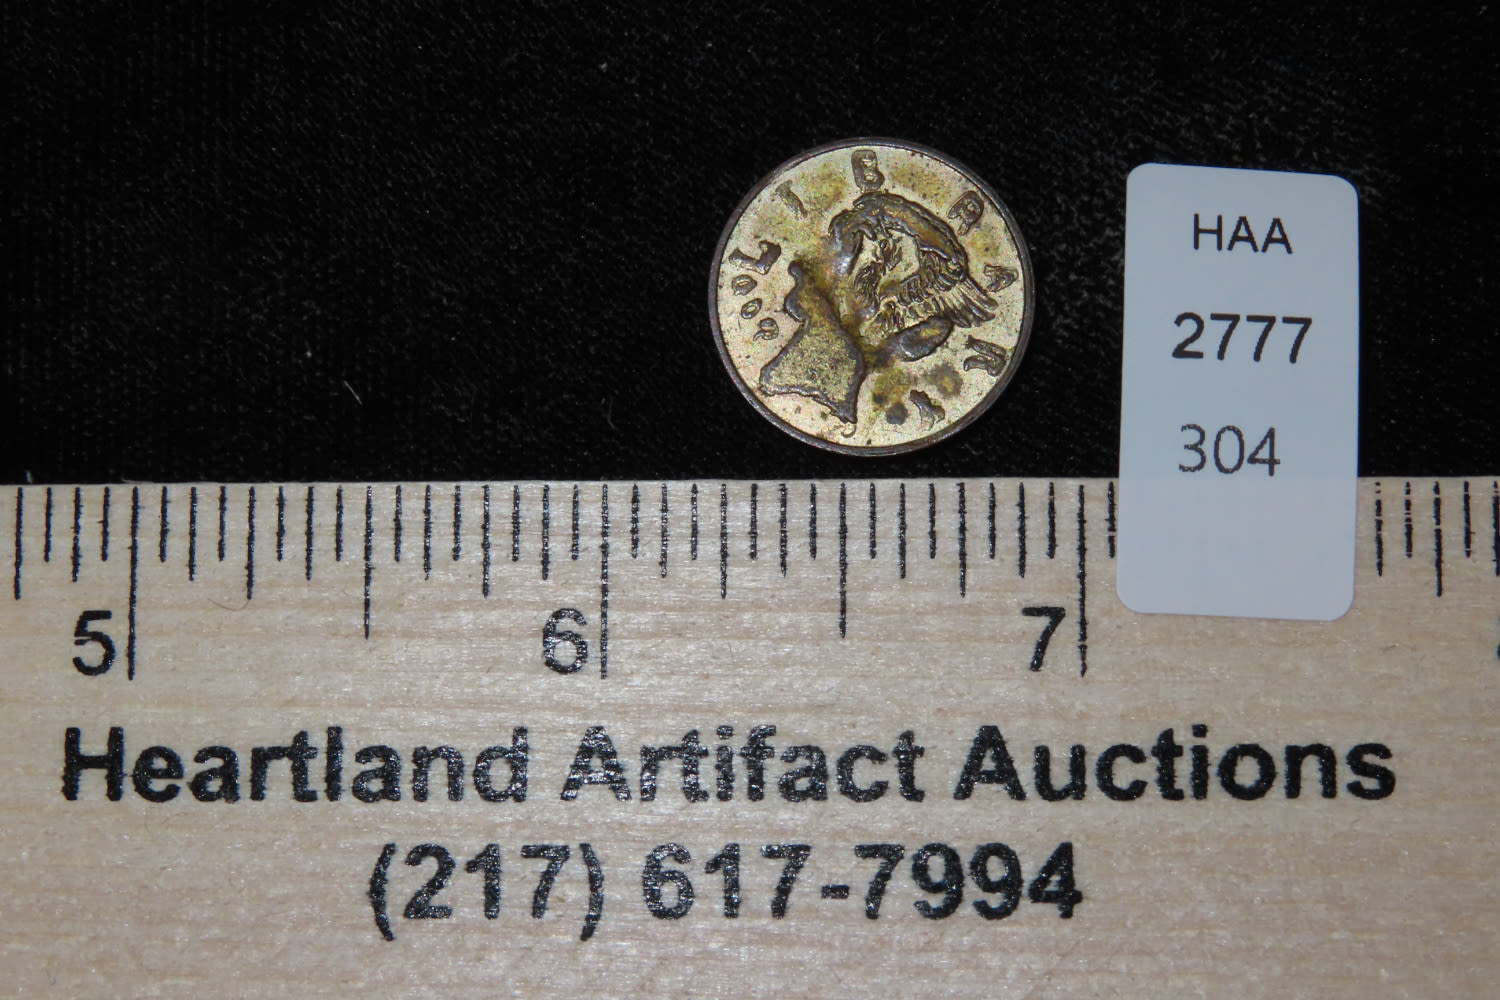 HAA
2777
304
5 6 7
Heartland Artifact Auctions
(217) 617-7994